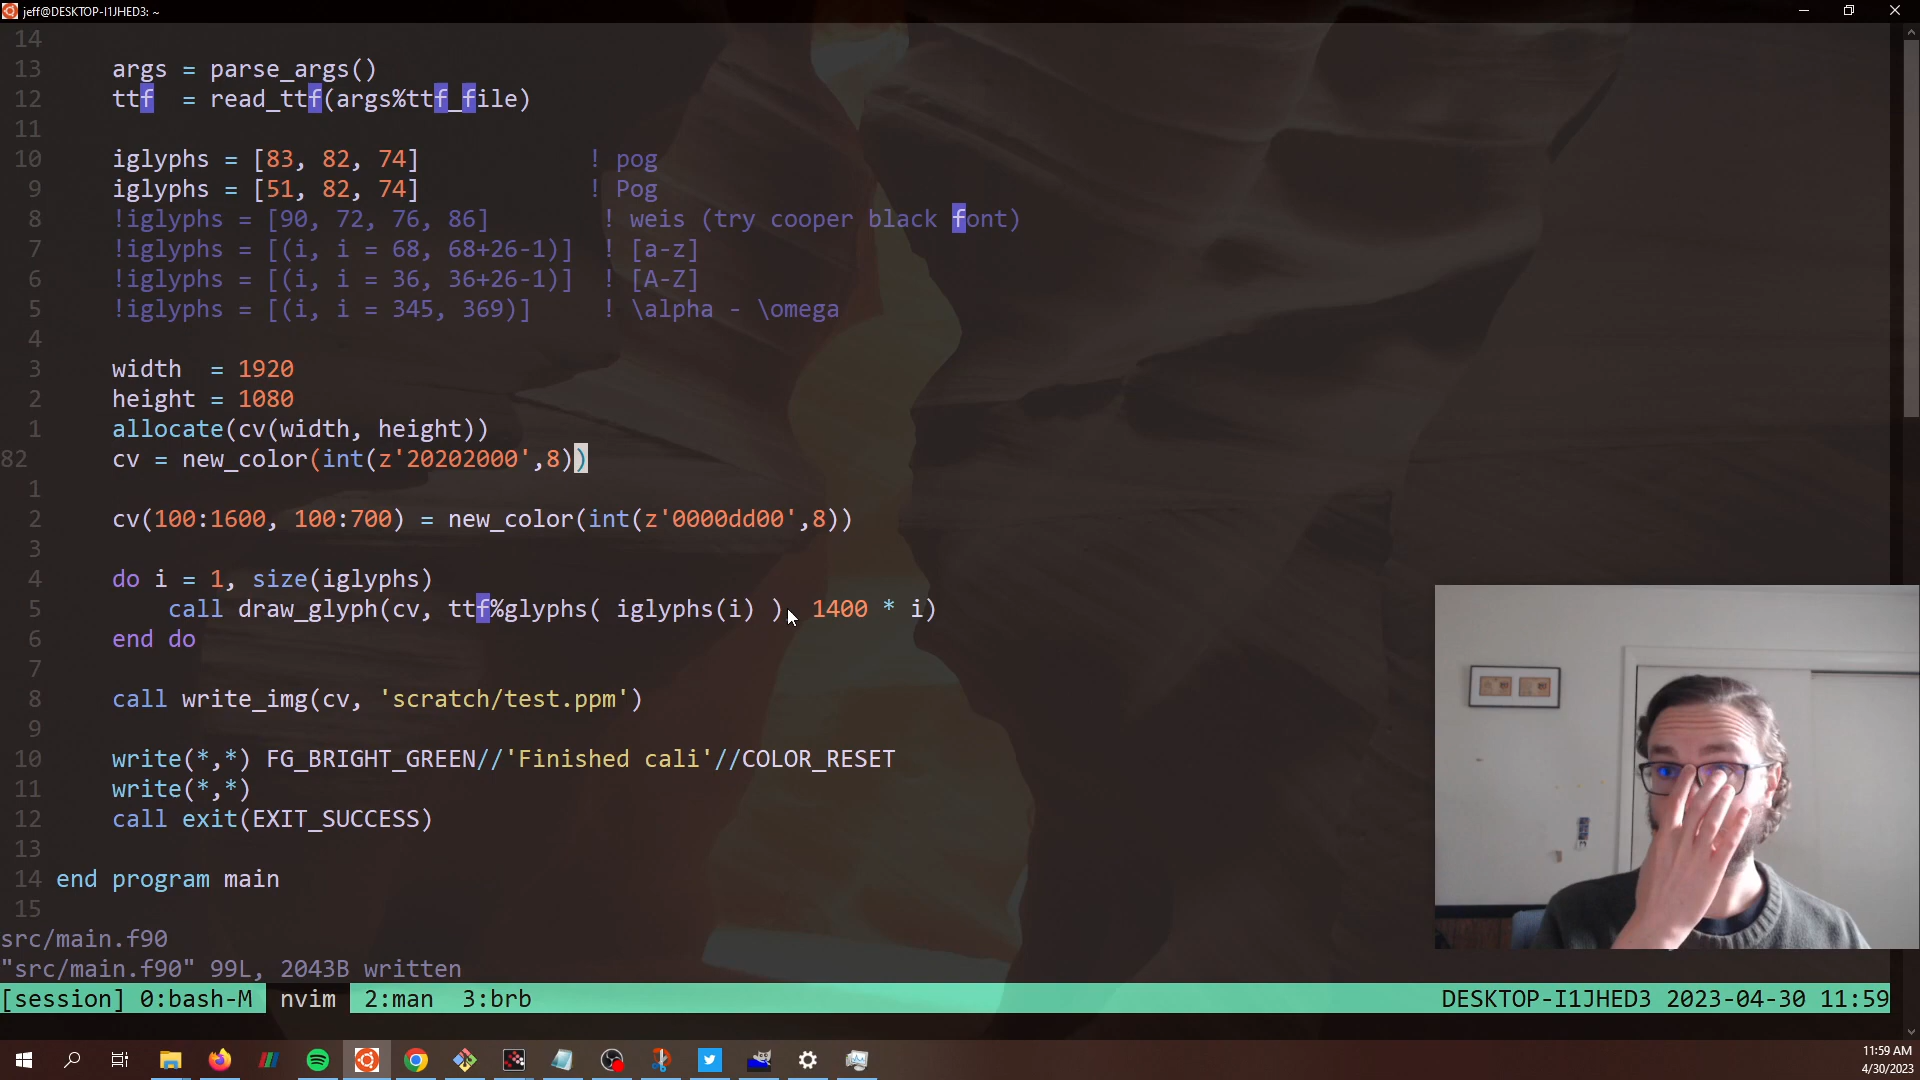 jeff@DESKTOP-I1JHED3: ~
14
13 args = parse_args()
12 ttf  = read_ttf(args%ttf_file)
11
10 iglyphs = [83, 82, 74]             ! pog
9 iglyphs = [51, 82, 74]             ! Pog
8 !iglyphs = [90, 72, 76, 86]         ! weis (try cooper black font)
7 !iglyphs = [(i, i = 68, 68+26-1)]   ! [a-z]
6 !iglyphs = [(i, i = 36, 36+26-1)]   ! [A-Z]
5 !iglyphs = [(i, i = 345, 369)]      ! \alpha - \omega
4
3 width  = 1920
2 height = 1080
1 allocate(cv(width, height))
82 cv = new_color(int(z'20202000',8))
1
2 cv(100:1600, 100:700) = new_color(int(z'0000dd00',8))
3
4 do i = 1, size(iglyphs)
5     call draw_glyph(cv, ttf%glyphs( iglyphs(i) ), 1400 * i)
6 end do
7
8 call write_img(cv, 'scratch/test.ppm')
9
10 write(*,*) FG_BRIGHT_GREEN//'Finished cali'//COLOR_RESET
11 write(*,*)
12 call exit(EXIT_SUCCESS)
13
14 end program main
15
src/main.f90
"src/main.f90" 99L, 2043B written
[session] 0:bash-M  nvim  2:man  3:brb  DESKTOP-I1JHED3 2023-04-30 11:59
11:59 AM
4/30/2023